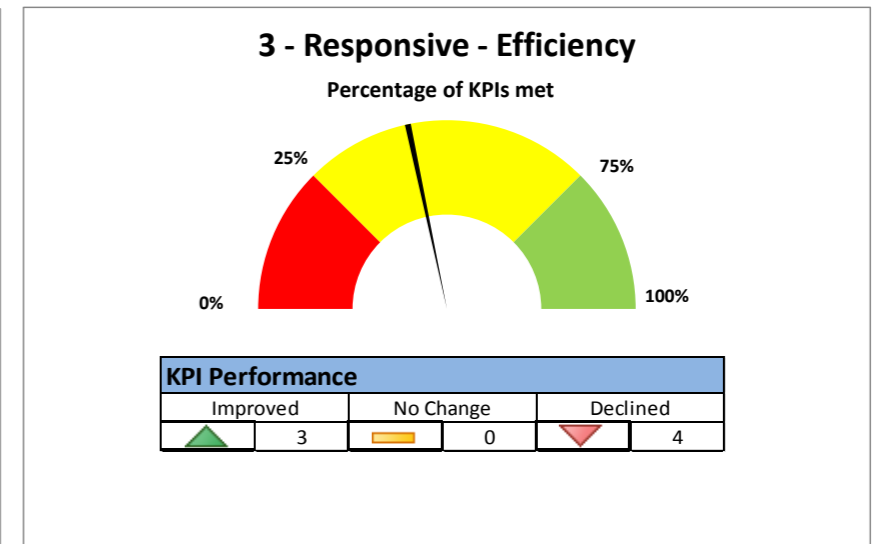 3 - Responsive - Efficiency
Percentage of KPIs met
25%
75%
0%
100%
KPI Performance
Improved No Change Declined
3 0 4